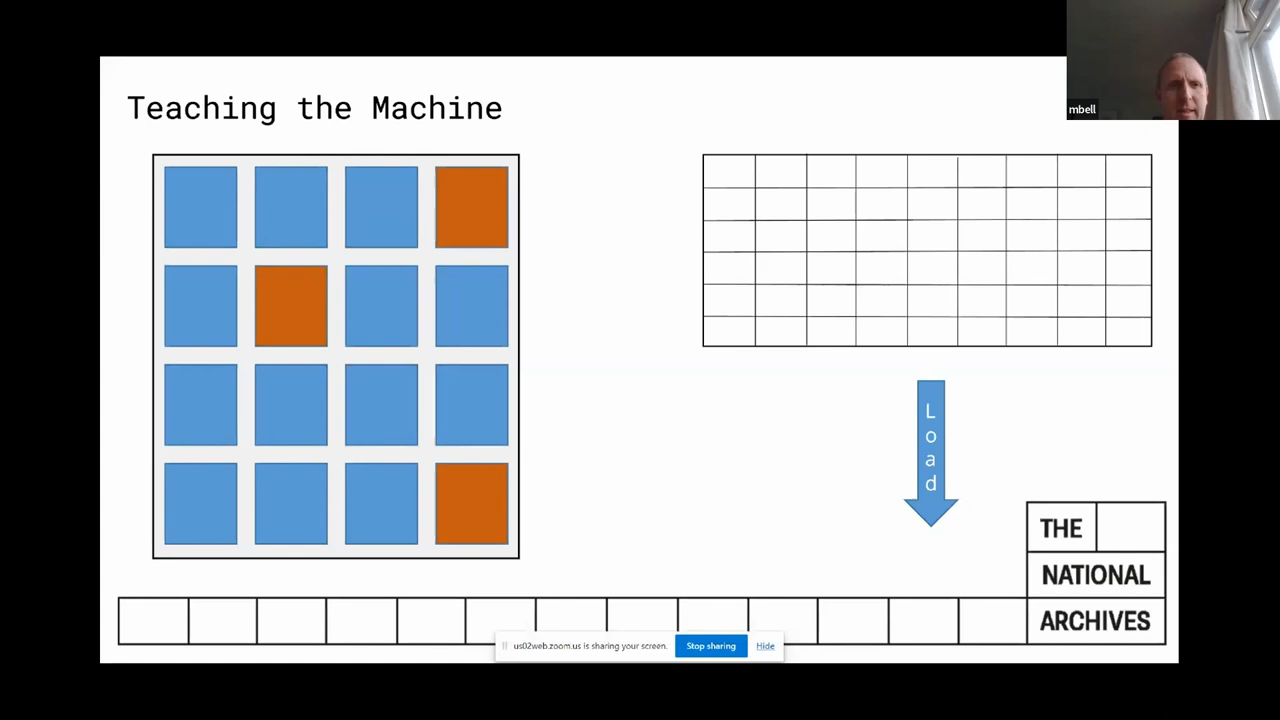 mbell
Teaching the Machine
L
o
a
d
THE
NATIONAL
ARCHIVES
us02web.zoom.us is sharing your screen.
Stop sharing
Hide